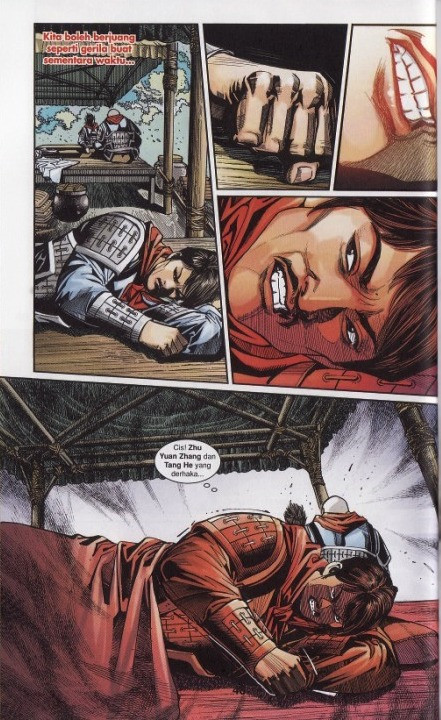 Kita boleh berjuang
seperti gerila buat
sementara waktu...
Cis! Zhu
Yuan Zhang dan
Tang He yang
derhaka...